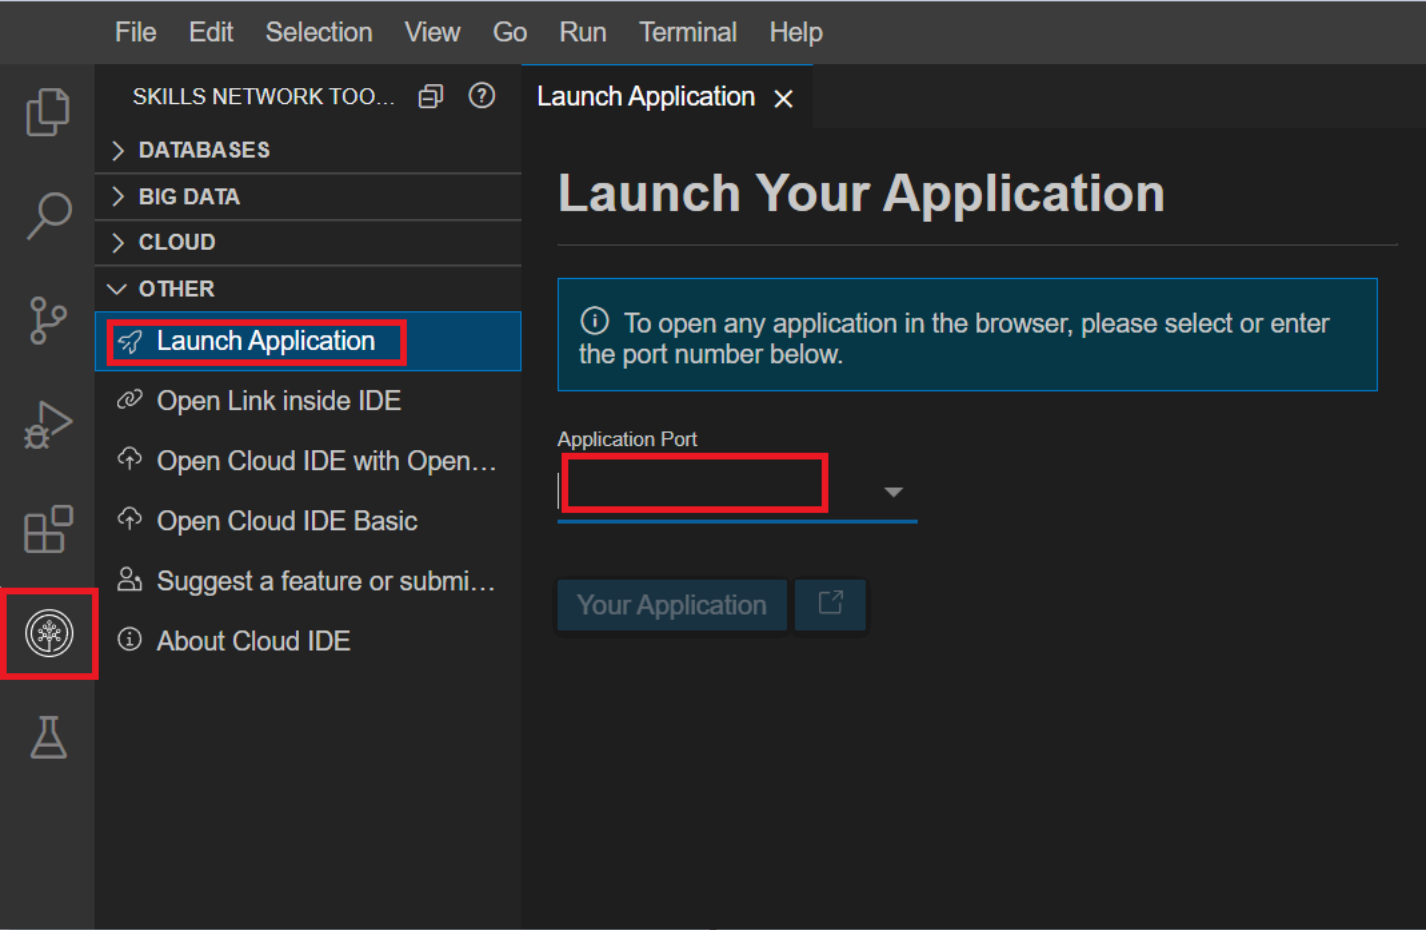 File Edit Selection View Go Run Terminal Help
SKILLS NETWORK TOO...
DATABASES
BIG DATA
CLOUD
OTHER
Launch Application
Open Link inside IDE
Open Cloud IDE with Open...
Open Cloud IDE Basic
Suggest a feature or submi...
About Cloud IDE
Launch Application
Launch Your Application
To open any application in the browser, please select or enter
the port number below.
Application Port
Your Application